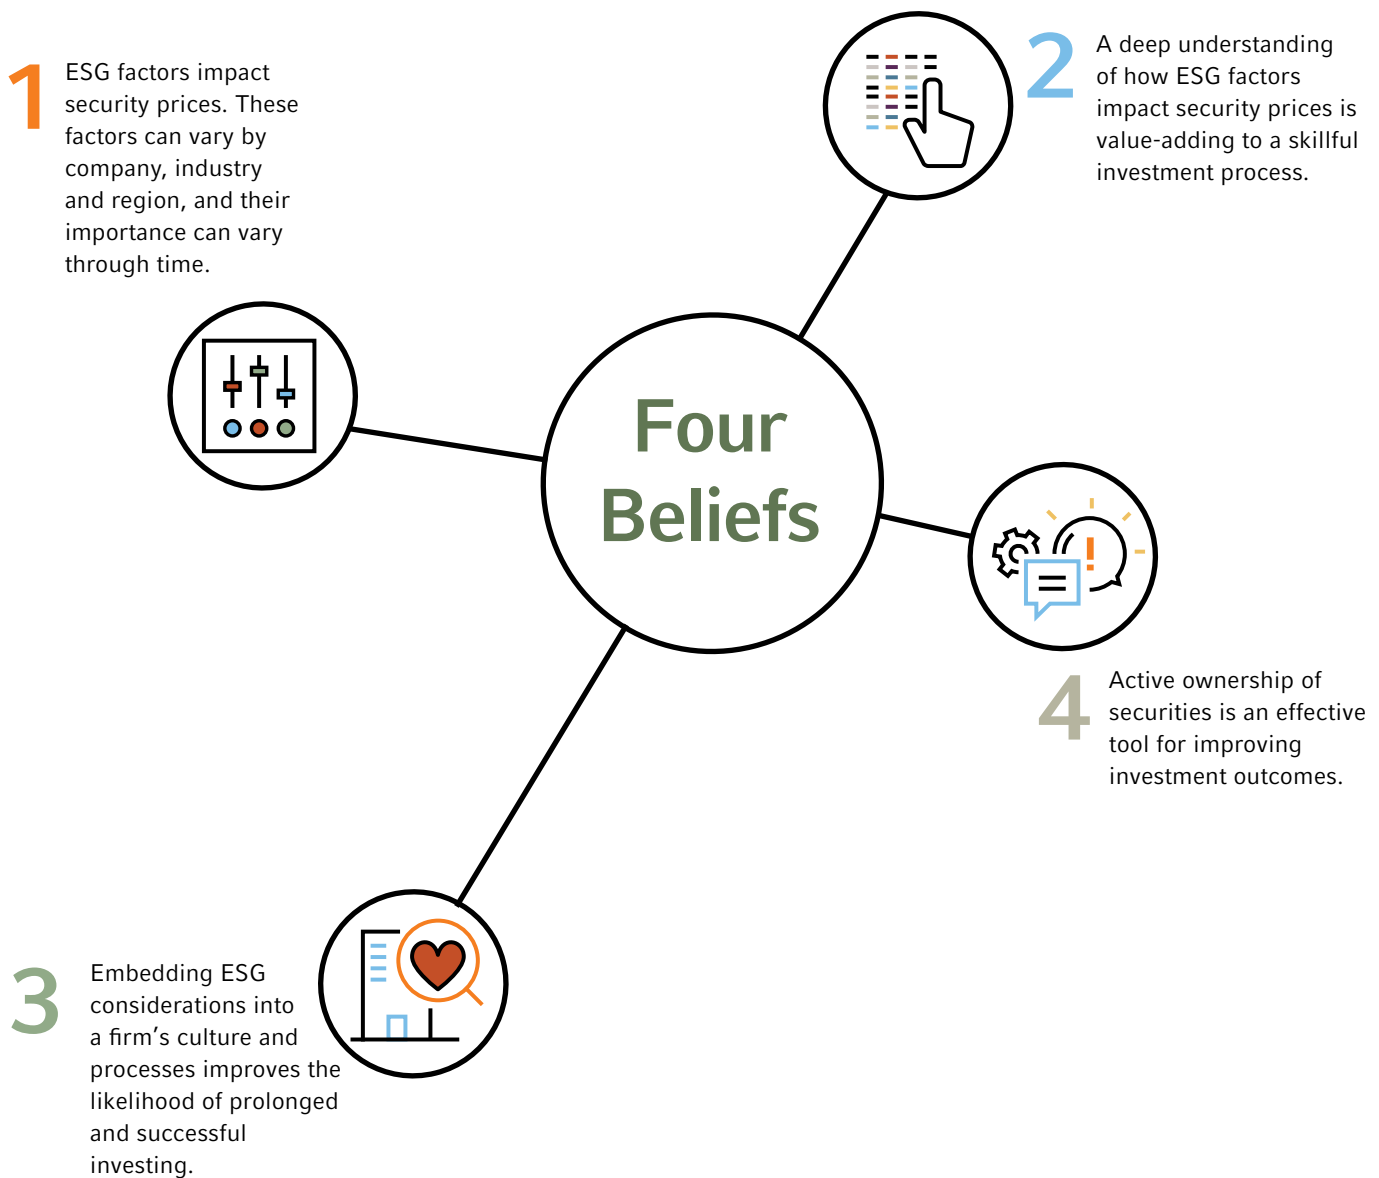 1
ESG factors impact
security prices. These
factors can vary by
company, industry
and region, and their
importance can vary
through time.
2
A deep understanding
of how ESG factors
impact security prices is
value-adding to a skillful
investment process.
Four
Beliefs
4
Active ownership of
securities is an effective
tool for improving
investment outcomes.
3
Embedding ESG
considerations into
a firm’s culture and
processes improves the
likelihood of prolonged
and successful
investing.